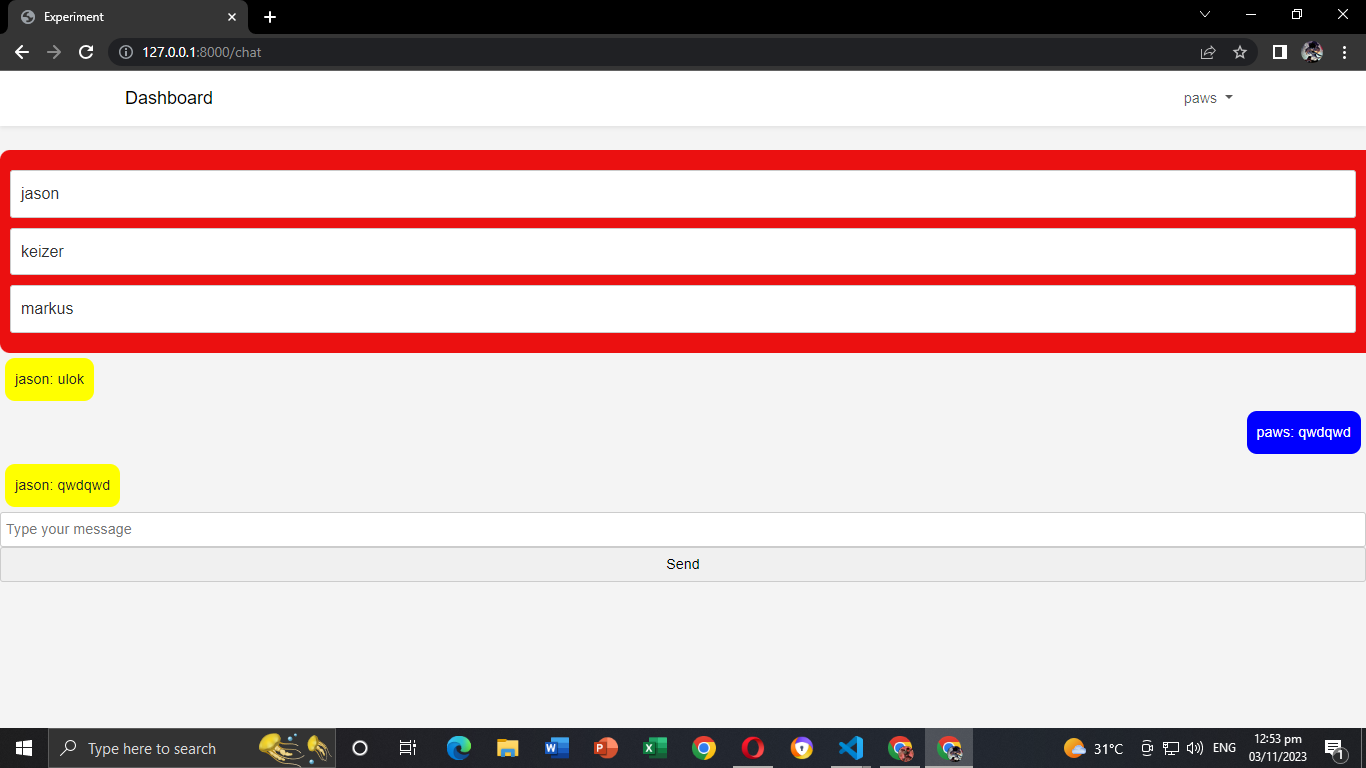 Experiment
127.0.0.1:8000/chat
Dashboard
paws
jason
keizer
markus
jason: ulok
paws: qwdqwd
jason: qwdqwd
Type your message
Send
Type here to search
31°C
ENG
12:53 pm
03/11/2023
1